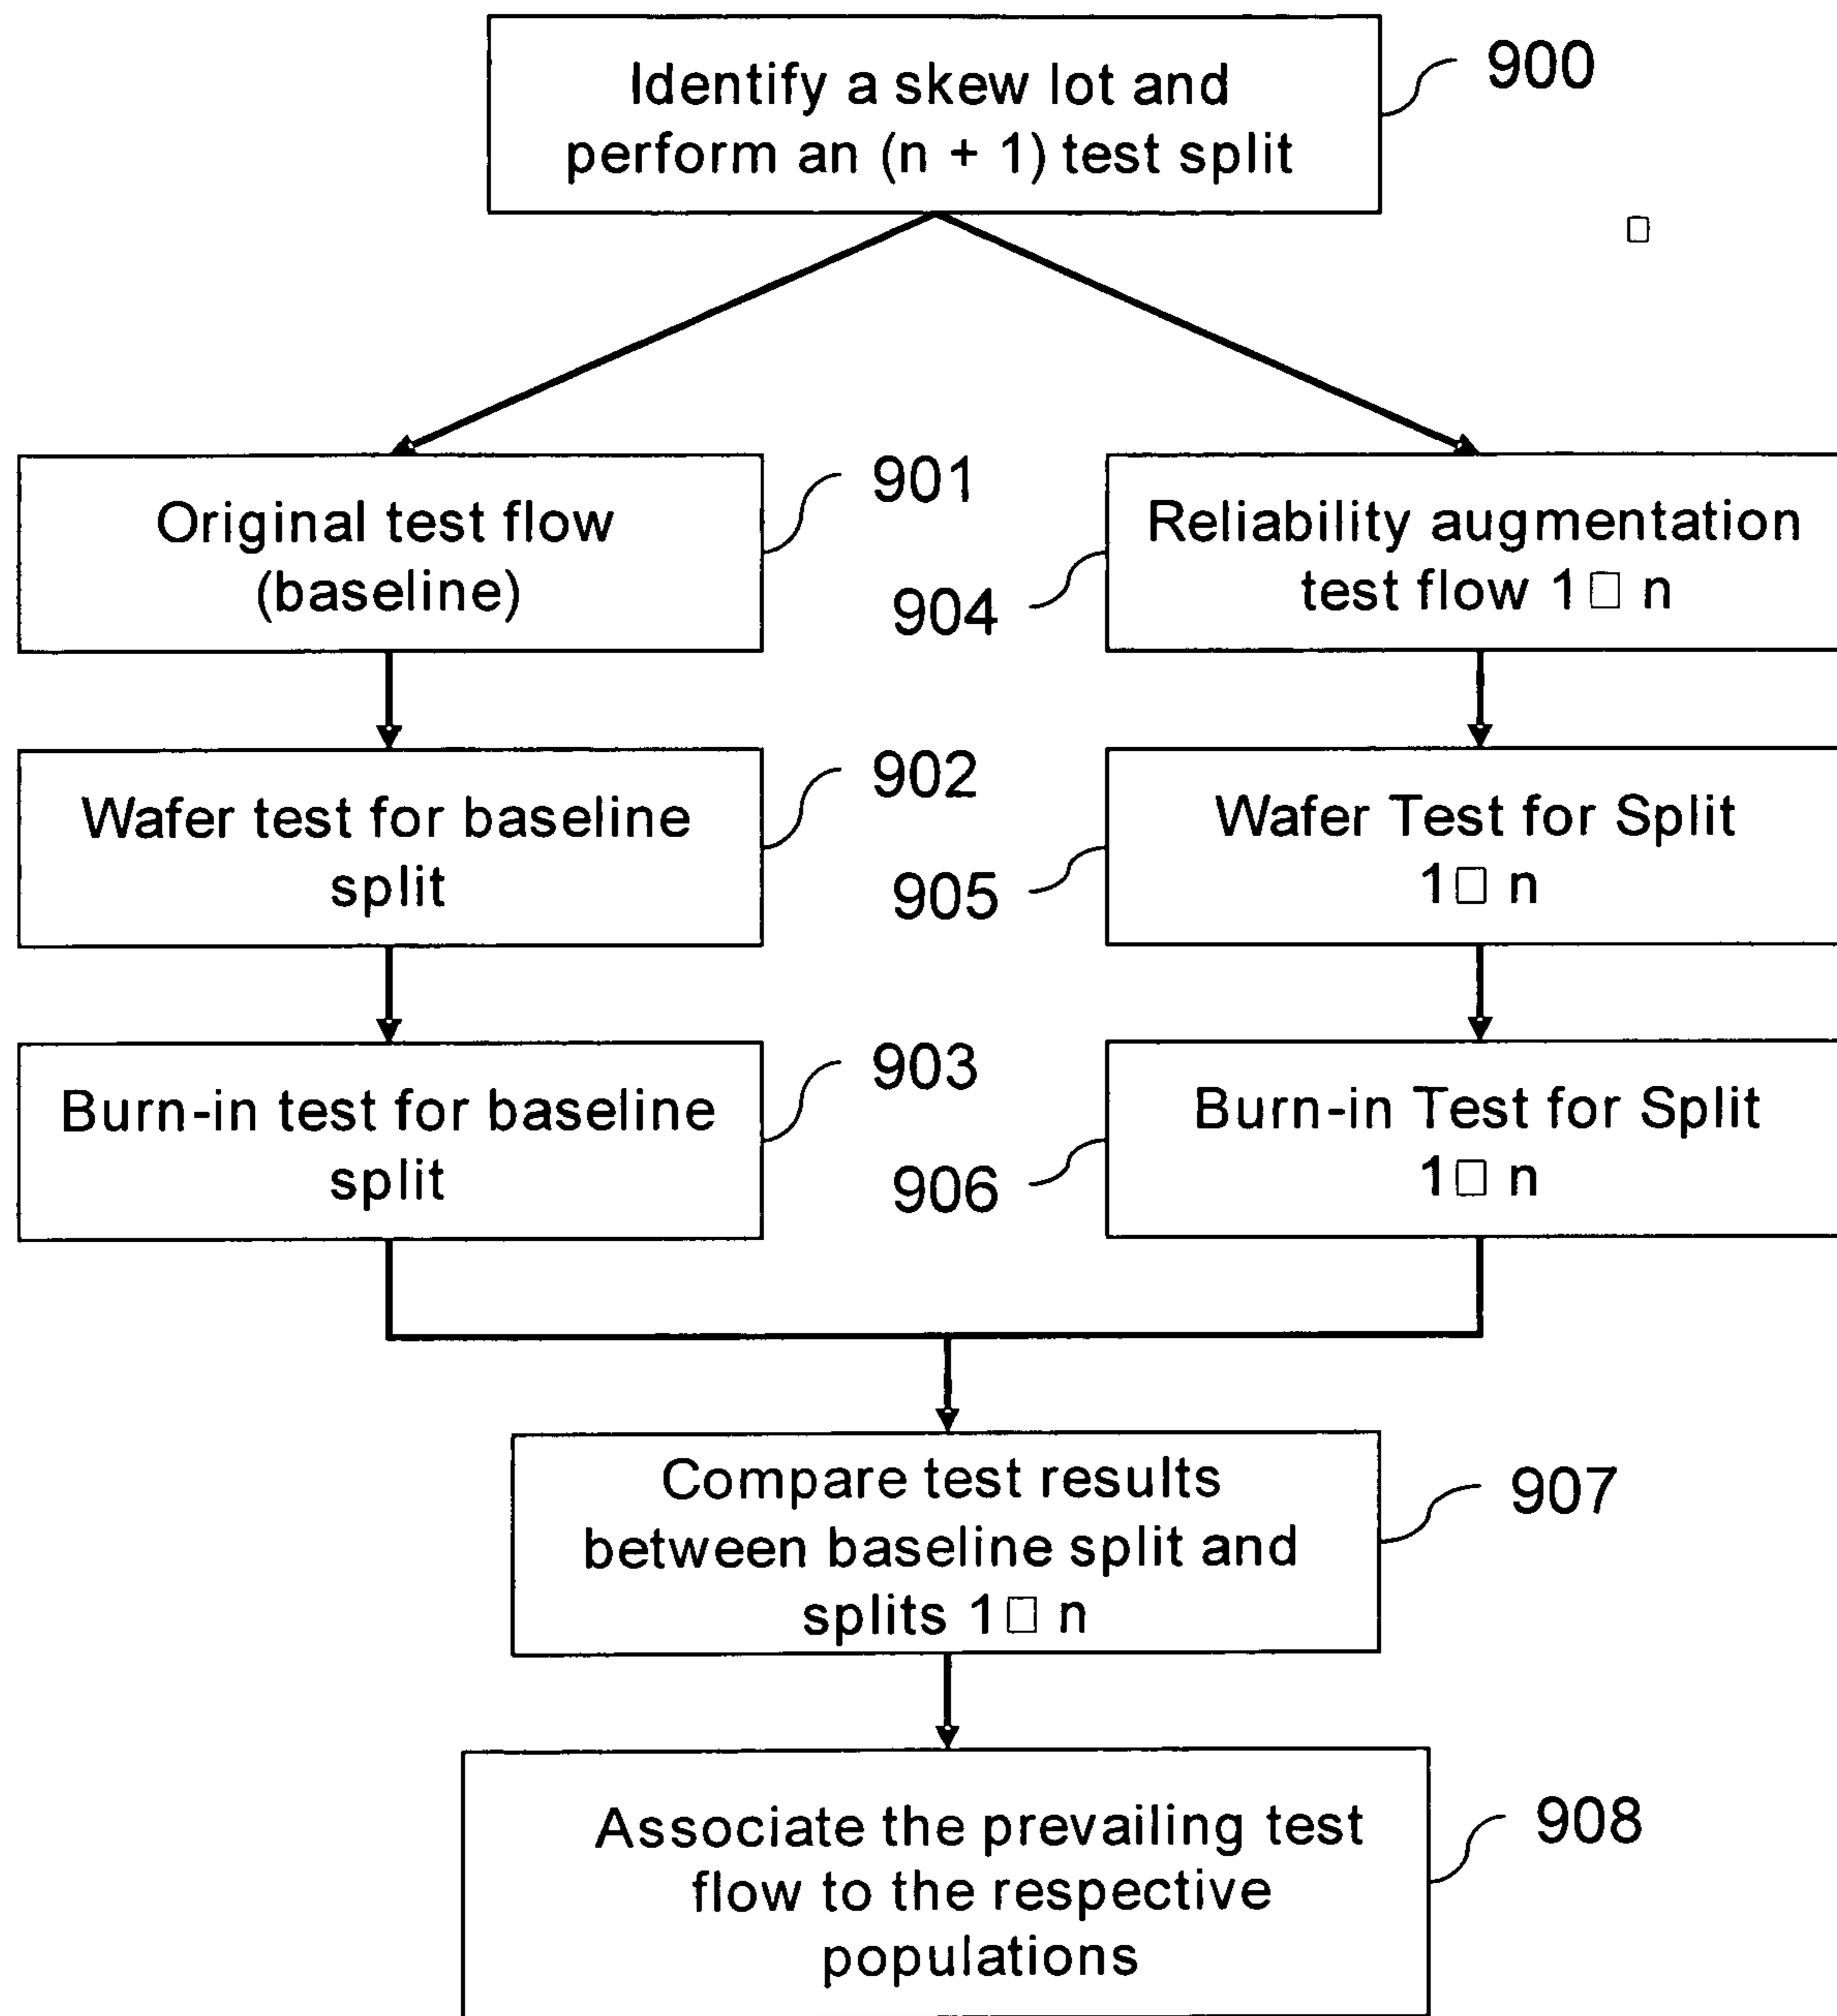 Identify a skew lot and
perform an (n + 1) test split
900
Original test flow
(baseline)
901
Reliability augmentation
test flow 1□ n
904
Wafer test for baseline
split
902
Wafer Test for Split
1□ n
905
Burn-in test for baseline
split
903
Burn-in Test for Split
1□ n
906
Compare test results
between baseline split and
splits 1□ n
907
Associate the prevailing test
flow to the respective
populations
908